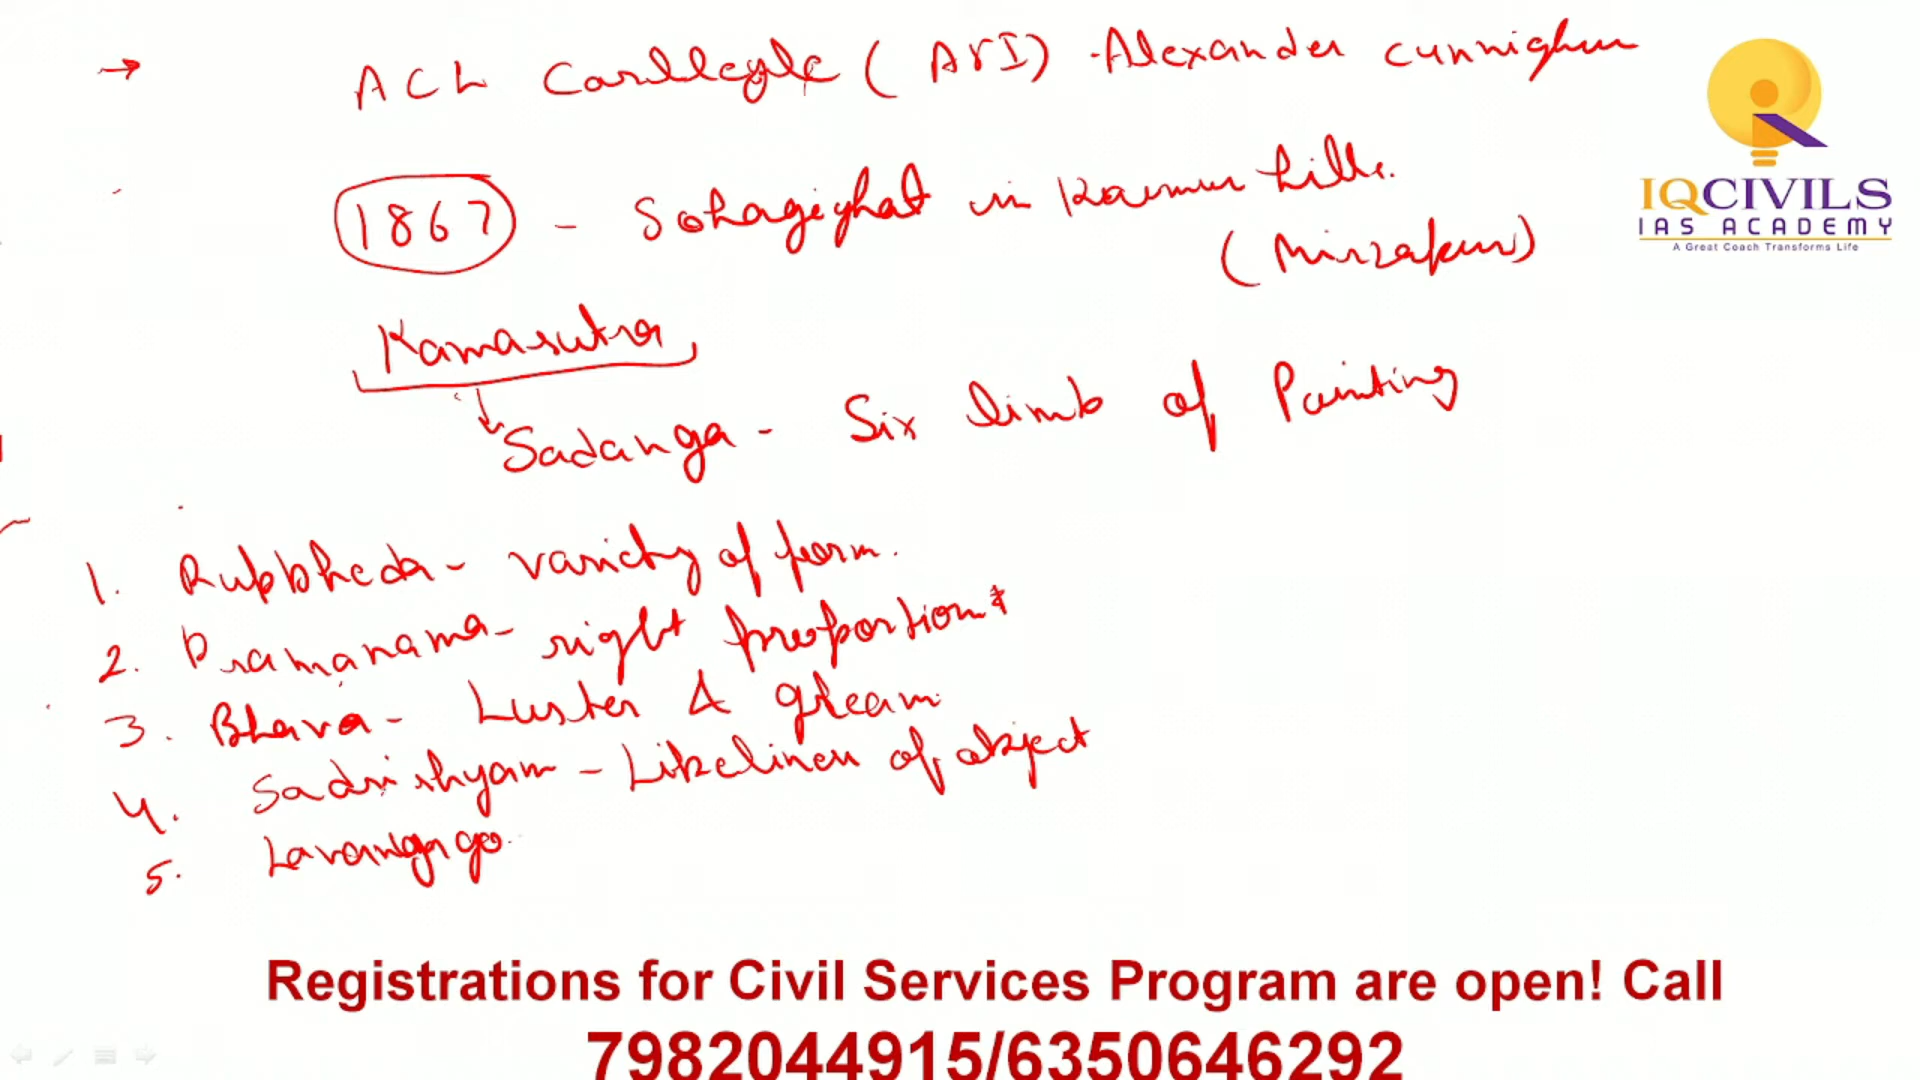 → ACL Carlleyle (ASI) - Alexander cunnighum
1867 - Sohagighat in Kaimur hills.
(Mirzapur)
Kamasutra
Sadanga - Six limb of Painting
1. Rupbheda - variety of form.
2. Pramanama - right proportion
3. Bhava - Luster & gleam
4. Sadrishyam - Likeliness of object
5.
IQCIVILS
IAS ACADEMY
A Great Coach Transforms Life
Registrations for Civil Services Program are open! Call
7982044915/6350646292